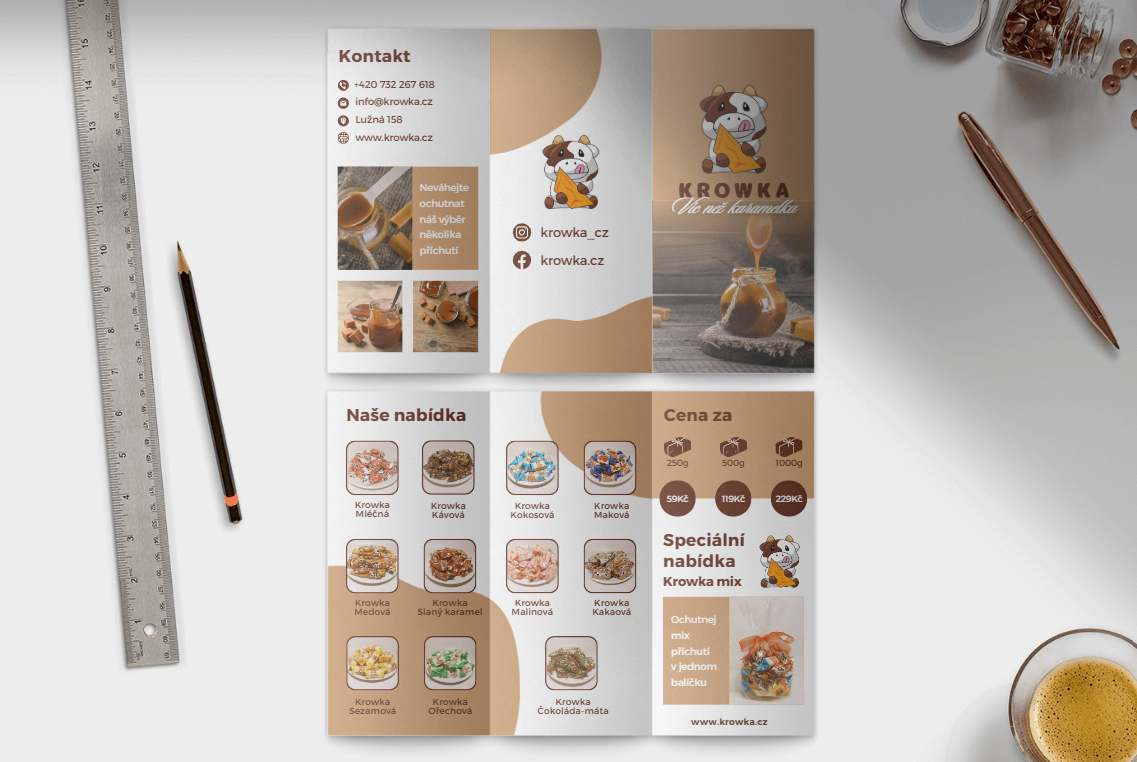 Kontakt
+420 732 267 618
info@krowka.cz
Lužná 158
www.krowka.cz
Neváhejte
ochutnat
náš výběr
několika
příchutí
krowka_cz
krowka.cz
KROWKA
Víc než karamelka
Naše nabídka
Krowka
Mléčná
Krowka
Kávová
Krowka
Kokosová
Krowka
Maková
Krowka
Medová
Krowka
Slaný karamel
Krowka
Malinová
Krowka
Kakaová
Krowka
Sezamová
Krowka
Ořechová
Krowka
Čokoláda-máta
Cena za
250g
500g
1000g
59Kč
119Kč
229Kč
Speciální
nabídka
Krowka mix
Ochutnej
mix
příchutí
v jednom
balíčku
www.krowka.cz